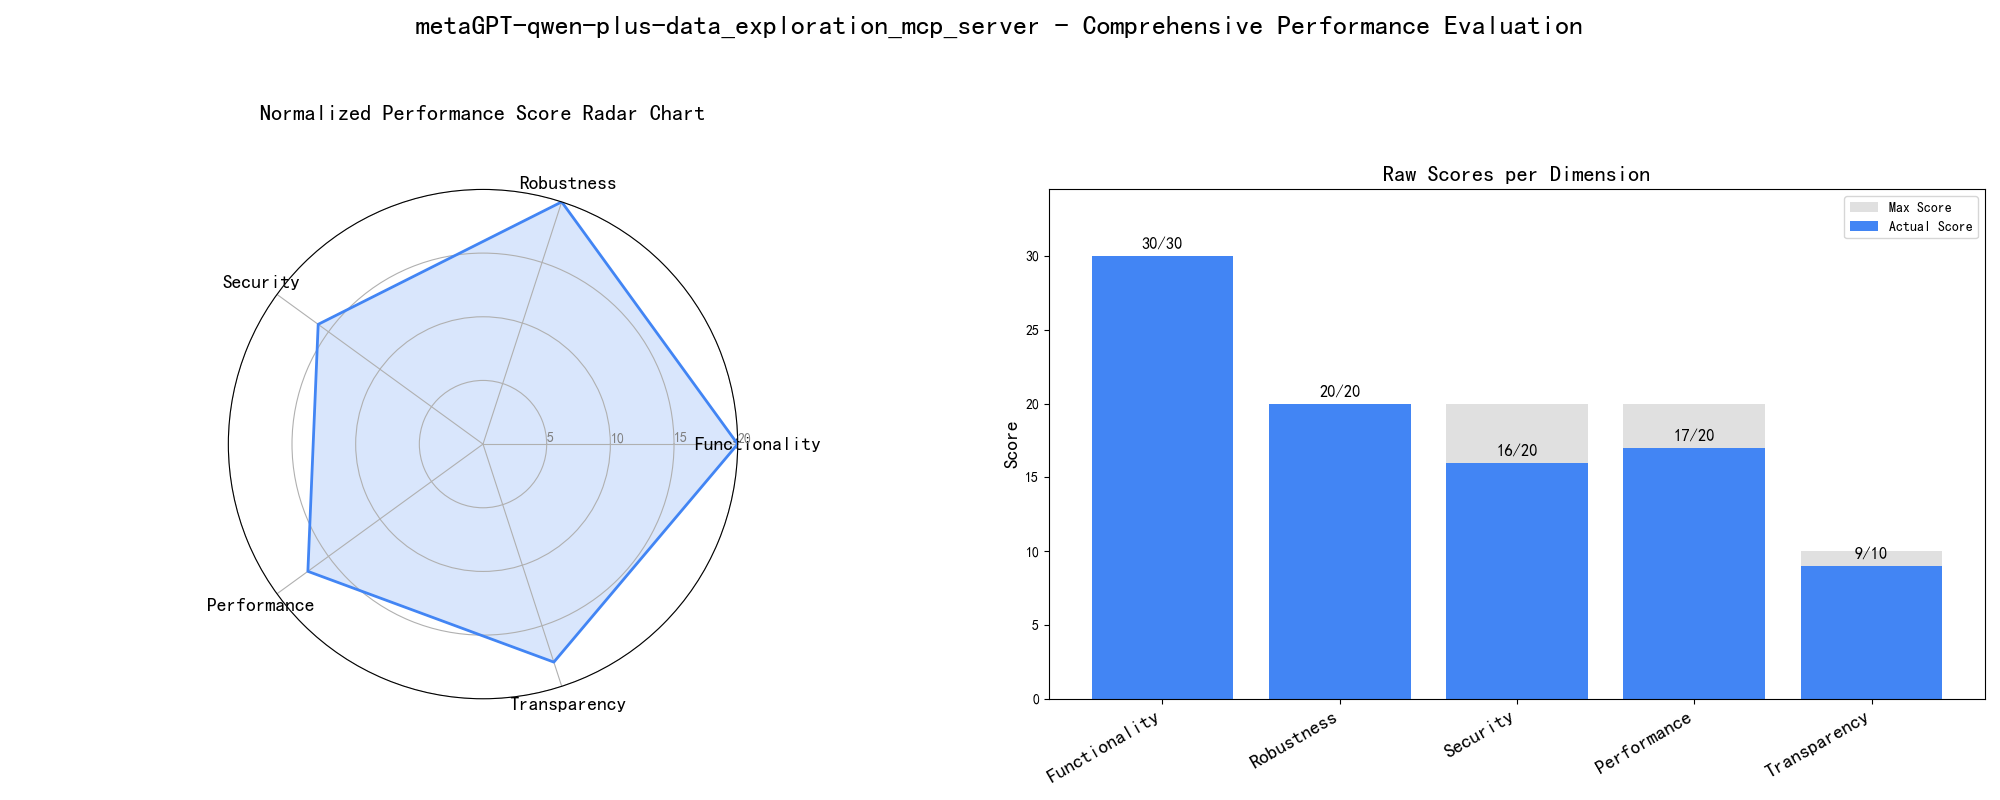 metaGPT-qwen-plus-data_exploration_mcp_server - Comprehensive Performance Evaluation
Normalized Performance Score Radar Chart
Robustness
Security
Functionality
Performance
Transparency
5
10
15
20
Raw Scores per Dimension
Max Score
Actual Score
Score
30
25
20
15
10
5
0
30/30
20/20
16/20
17/20
9/10
Functionality
Robustness
Security
Performance
Transparency